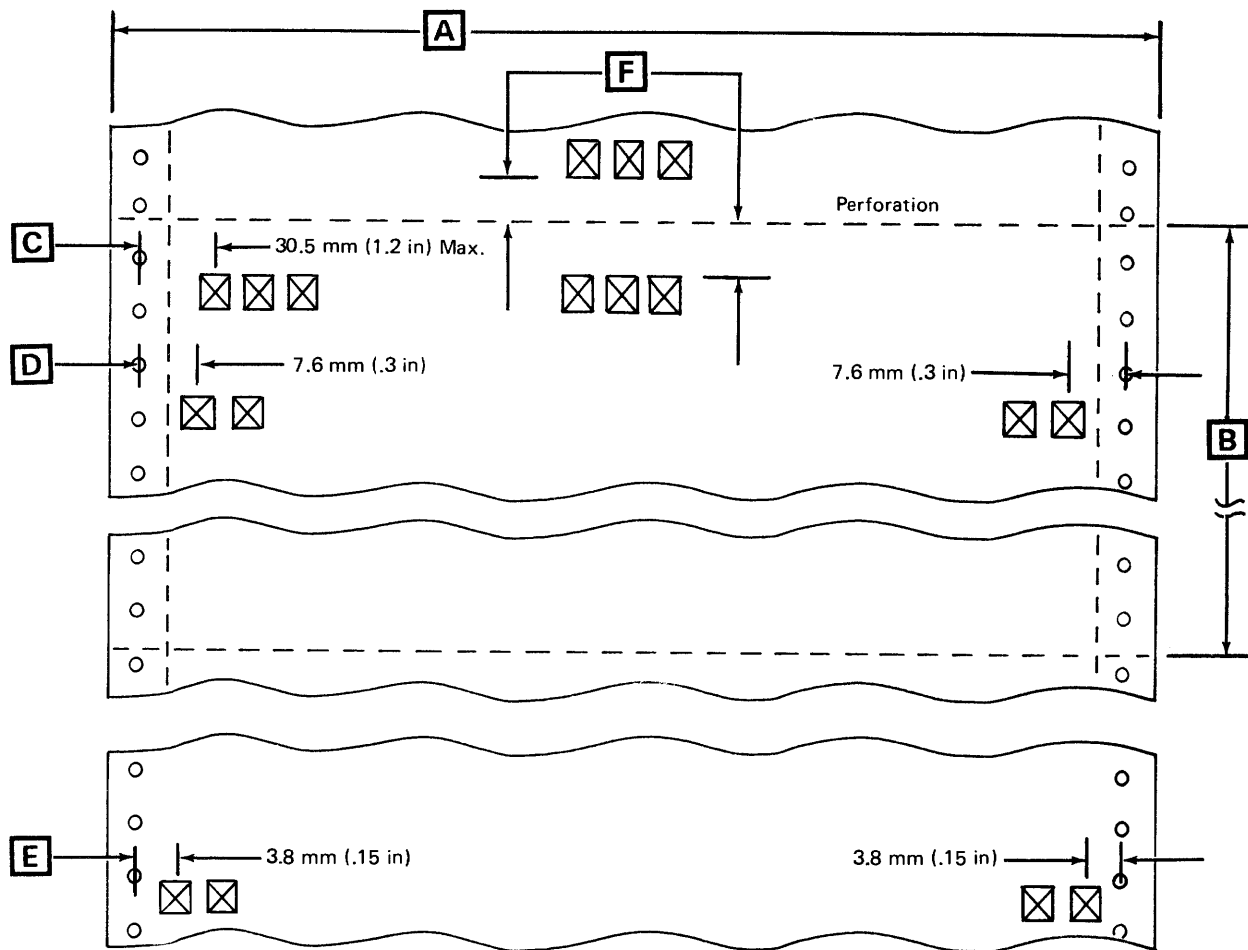 A
F
Perforation
C
30.5 mm (1.2 in) Max.
D
7.6 mm (.3 in)
7.6 mm (.3 in)
B
E
3.8 mm (.15 in)
3.8 mm (.15 in)